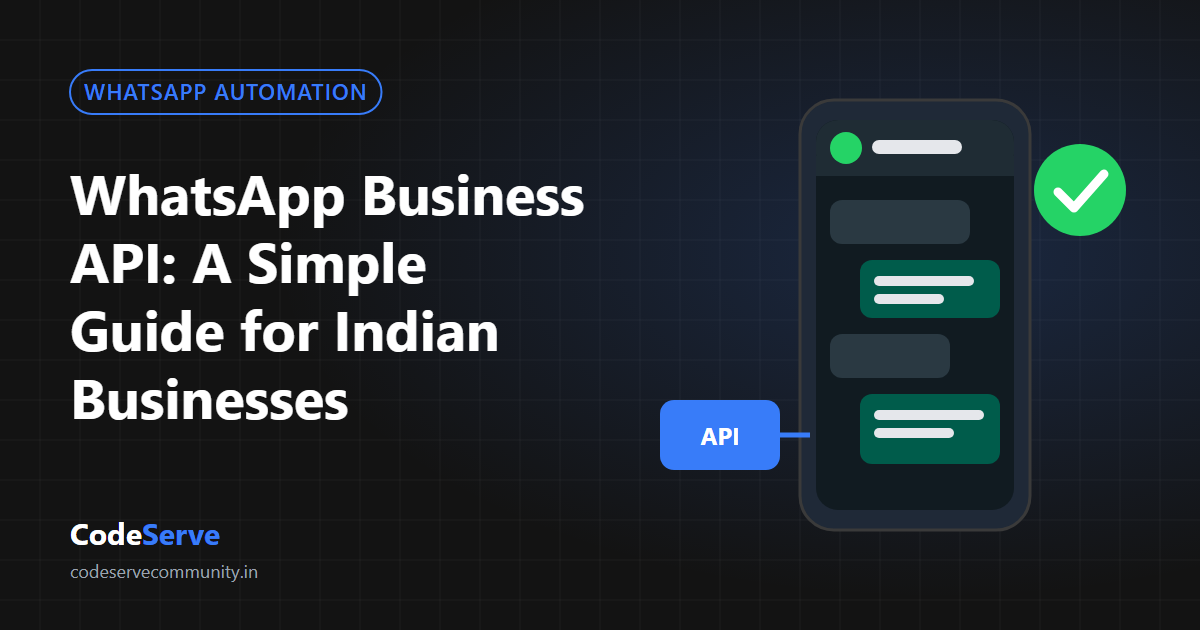 WHATSAPP AUTOMATION
WhatsApp Business
API: A Simple
Guide for Indian
Businesses
API
CodeServe
codeservecommunity.in